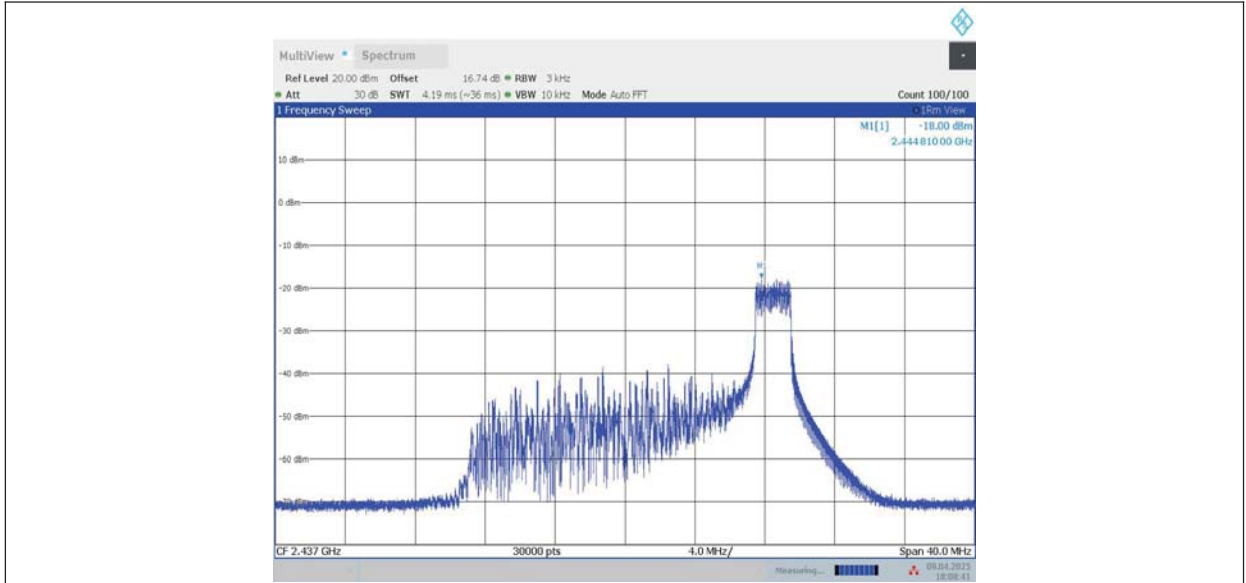 MultiView Spectrum
Ref Level 20.00 dBm Offset 16.74 dB RBW 3 kHz
Att 30 dB SWT 4.19 ms (~36 ms) VBW 10 kHz Mode Auto FFT Count 100/100
1 Frequency Sweep 1Rm View
M1[1] -18.00 dBm
2.44481000 GHz
10 dBm
0 dBm
-10 dBm
-20 dBm
-30 dBm
-40 dBm
-50 dBm
-60 dBm
-70 dBm
CF 2.437 GHz 30000 pts 4.0 MHz/ Span 40.0 MHz
Measuring... 09.04.2025
18:08:41